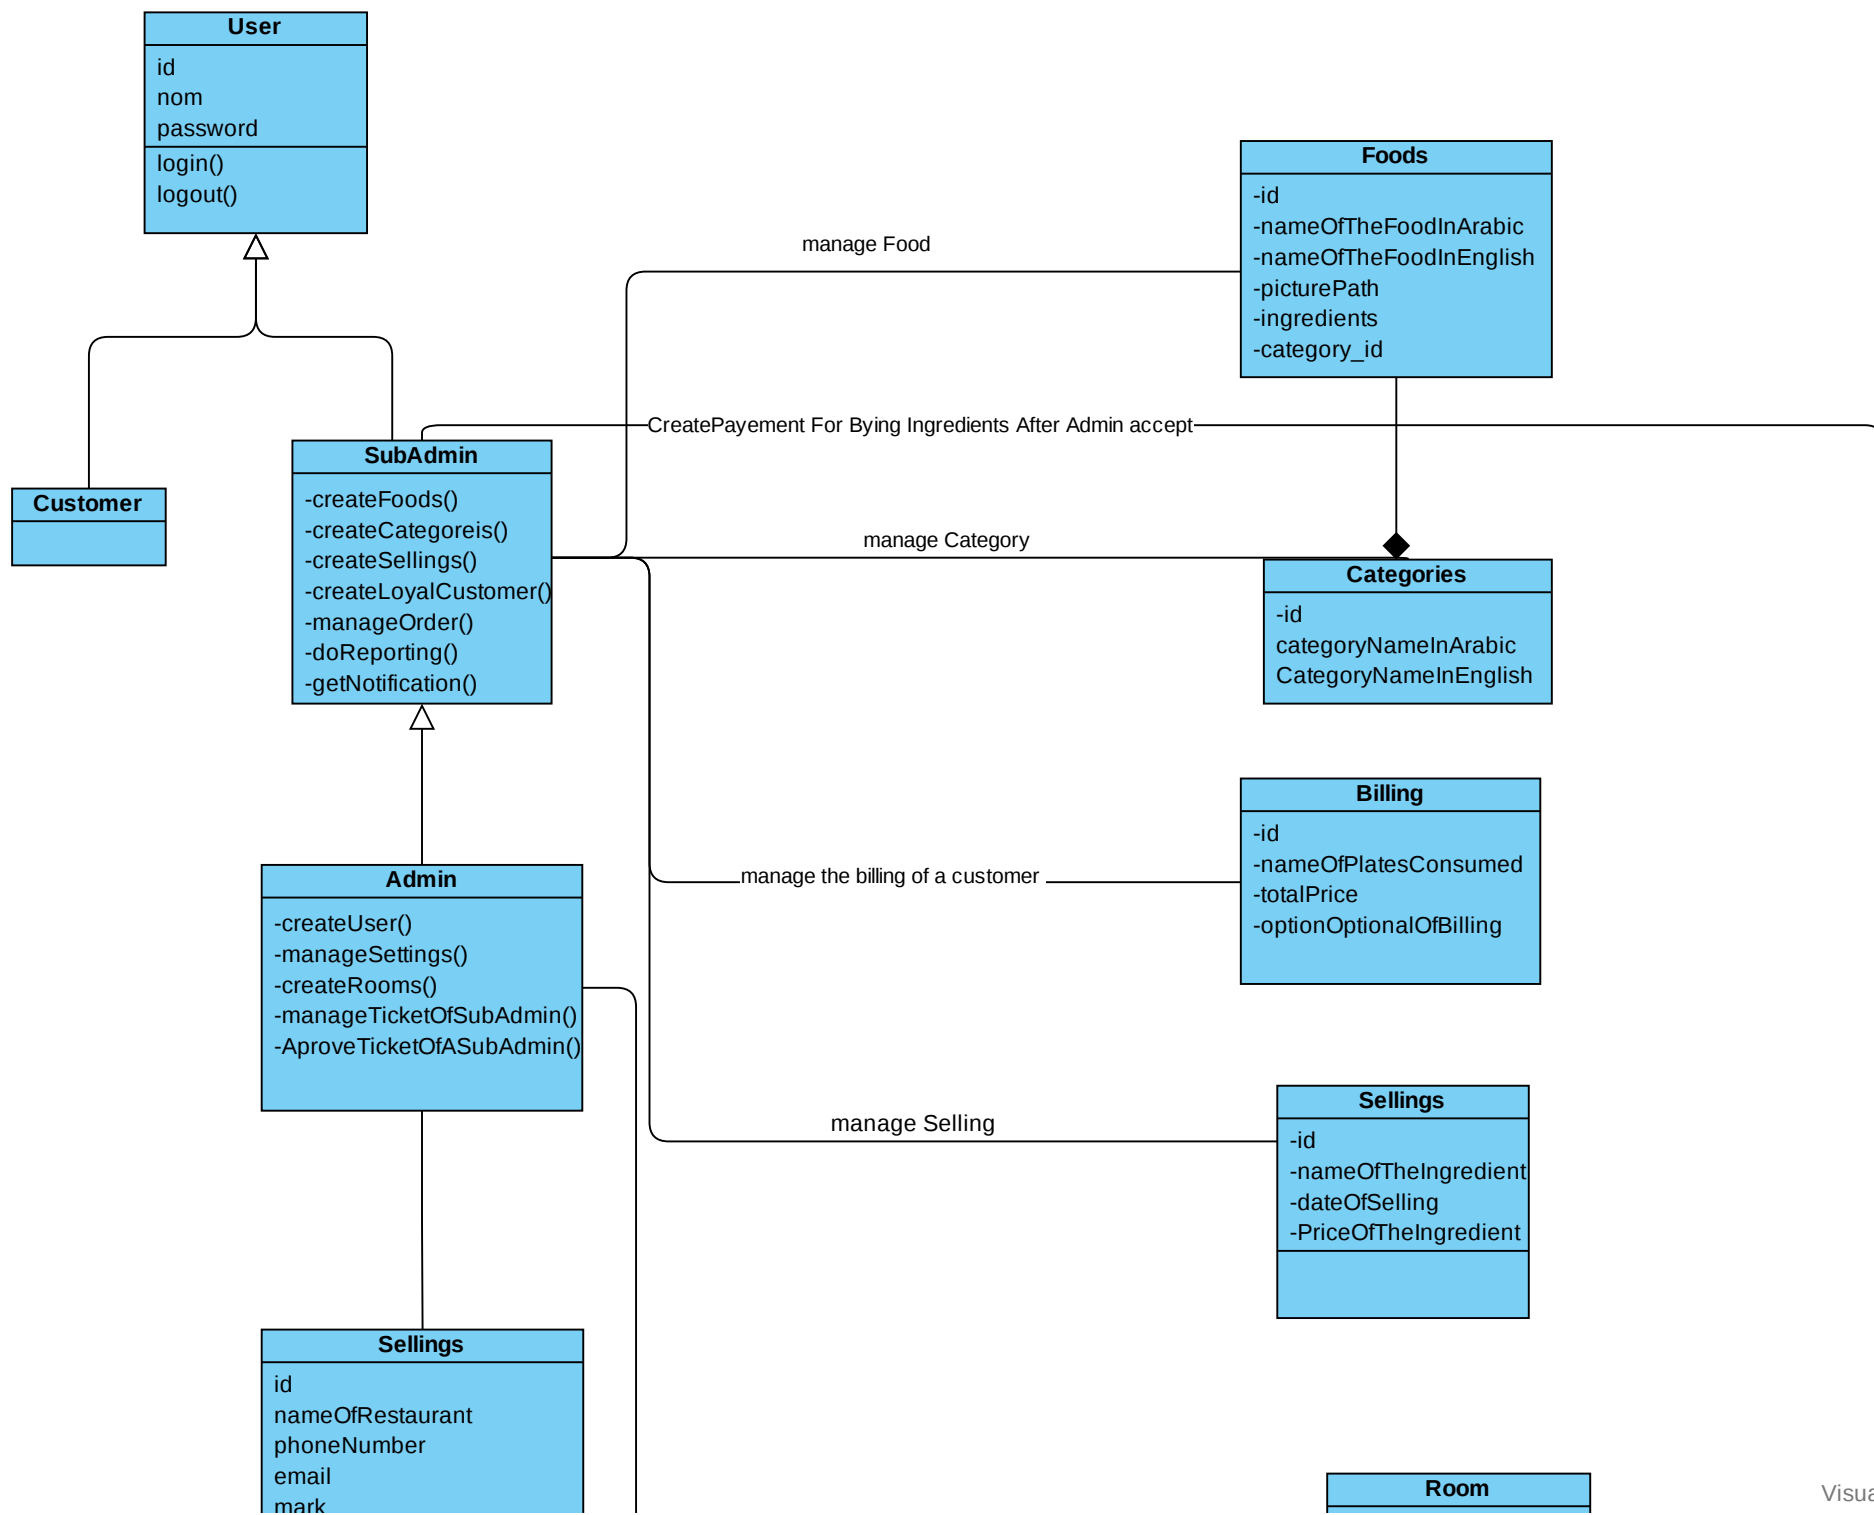 User
id
nom
password
login()
logout()
Foods
-id
-nameOfTheFoodInArabic
-nameOfTheFoodInEnglish
-picturePath
-ingredients
-category_id
manage Food
CreatePayement For Bying Ingredients After Admin accept
SubAdmin
-createFoods()
-createCategoreis()
-createSellings()
-createLoyalCustomer()
-manageOrder()
-doReporting()
-getNotification()
Customer
manage Category
Categories
-id
categoryNameInArabic
CategoryNameInEnglish
Billing
-id
-nameOfPlatesConsumed
-totalPrice
-optionOptionalOfBilling
manage the billing of a customer
Admin
-createUser()
-manageSettings()
-createRooms()
-manageTicketOfSubAdmin()
-AproveTicketOfASubAdmin()
manage Selling
Sellings
-id
-nameOfTheIngredient
-dateOfSelling
-PriceOfTheIngredient
Sellings
id
nameOfRestaurant
phoneNumber
email
mark
Room